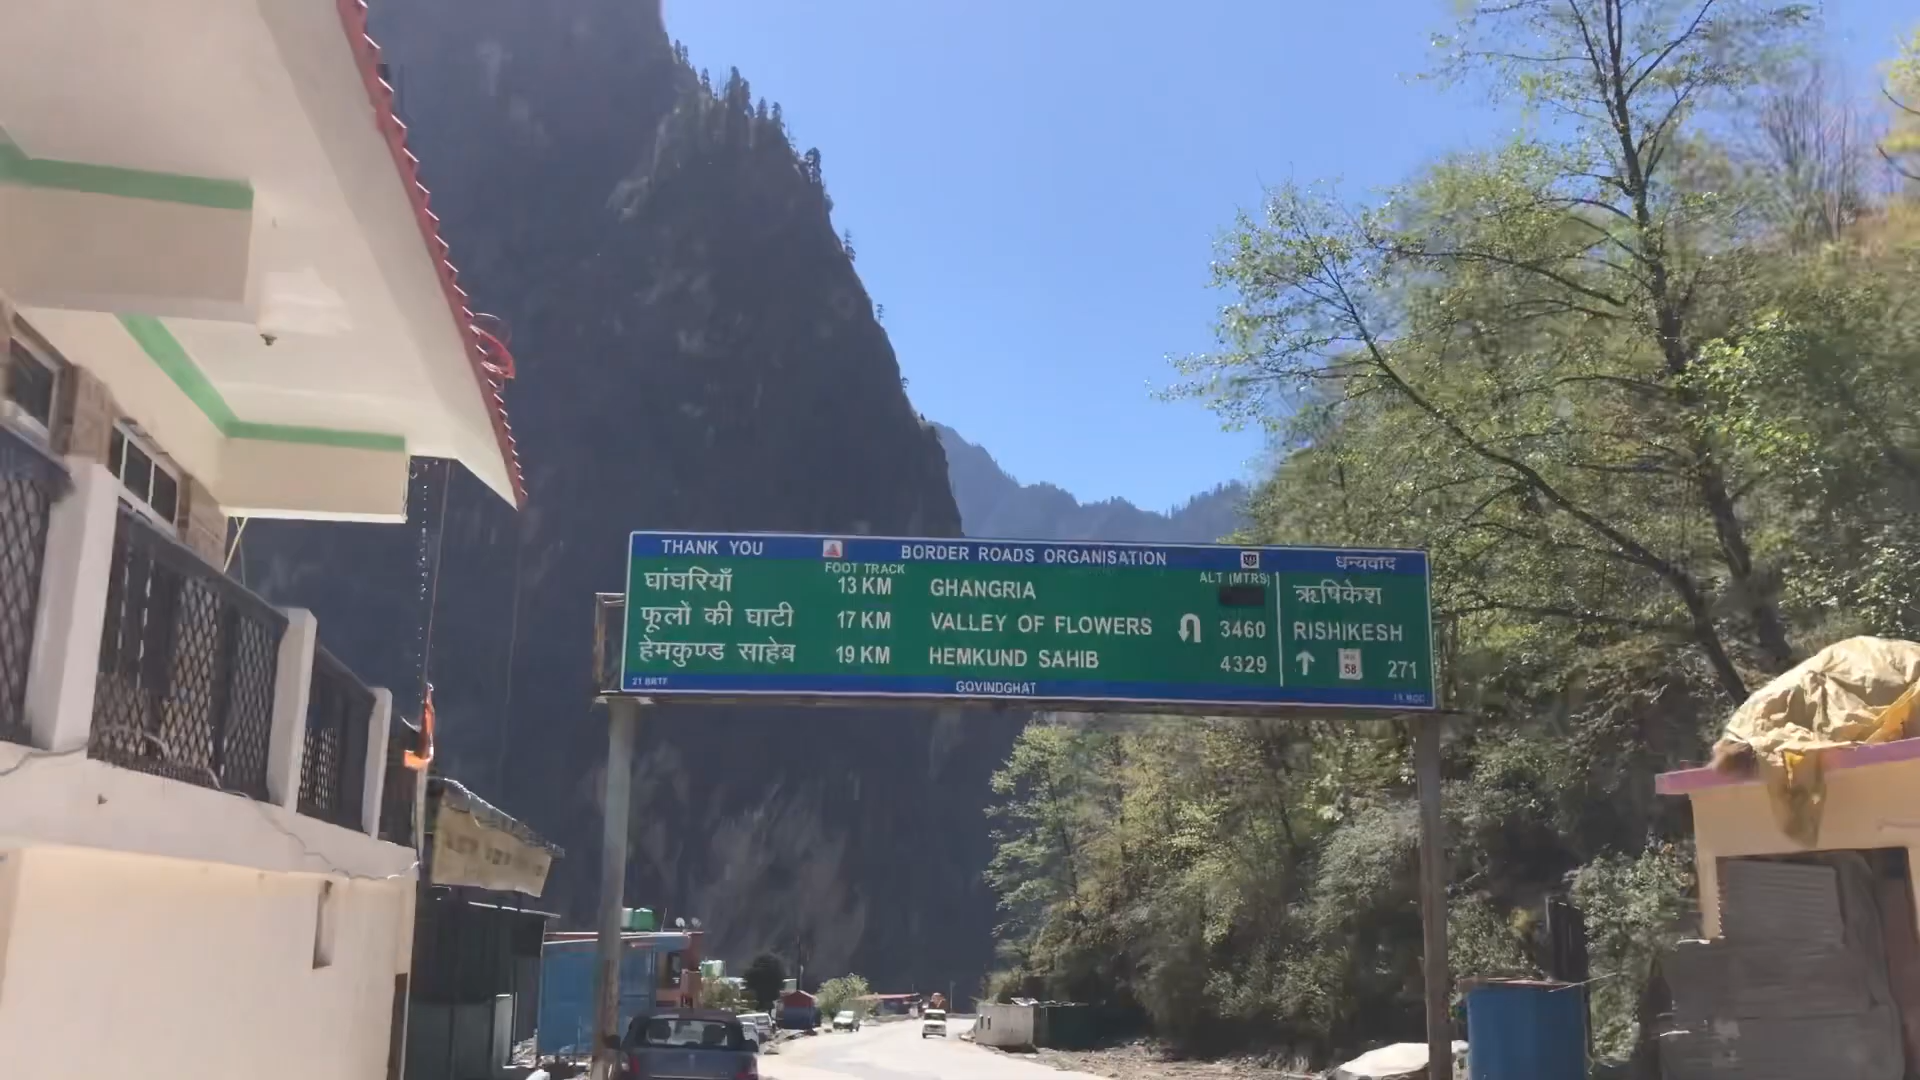 THANK YOU BORDER ROADS ORGANISATION धन्यवाद
FOOT TRACK ALT (MTRS)
घांघरियाँ 13 KM GHANGRIA
फूलों की घाटी 17 KM VALLEY OF FLOWERS 3460
हेमकुण्ड साहेब 19 KM HEMKUND SAHIB 4329
ऋषिकेश
RISHIKESH
58 271
21 BRTF GOVINDGHAT